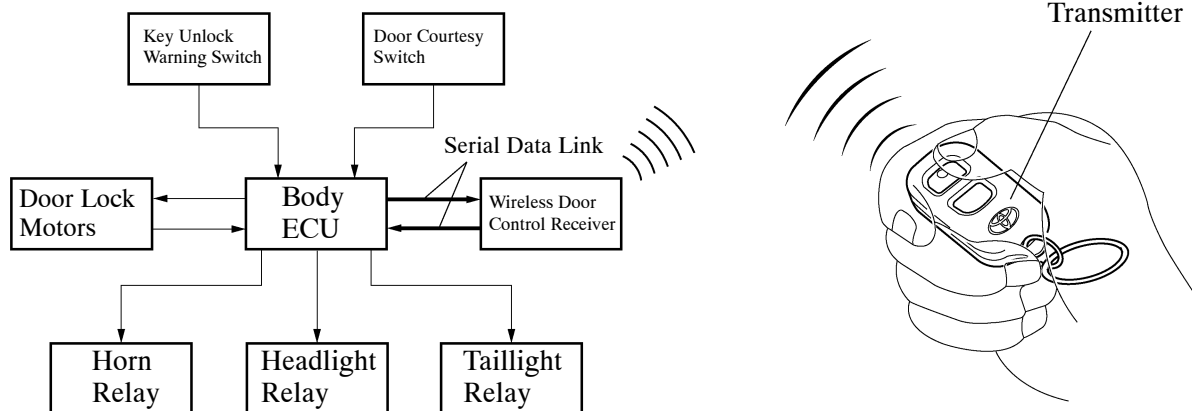 Transmitter
Key Unlock
Warning Switch
Door Courtesy
Switch
Serial Data Link
Door Lock
Motors
Body
ECU
Wireless Door
Control Receiver
Horn
Relay
Headlight
Relay
Taillight
Relay